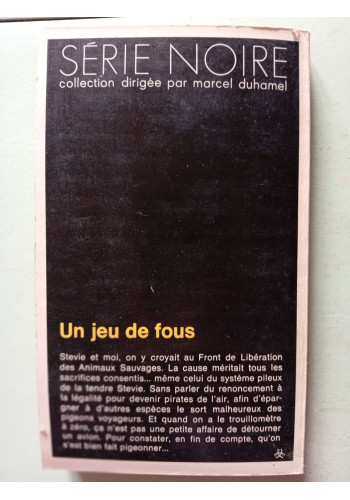 SÉRIE NOIRE
collection dirigée par marcel duhamel
Un jeu de fous
Stevie et moi, on y croyait au Front de Libération
des Animaux Sauvages. La cause méritait tous les
sacrifices consentis... même celui du système pileux
de la tendre Stevie. Sans parler du renoncement à
la légalité pour devenir pirates de l'air, afin d'épar-
gner à d'autres espèces le sort malheureux des
pigeons voyageurs. Et quand on a le trouillomètre
à zéro, ça n'est pas une petite affaire de détourner
un avion. Pour constater, en fin de compte, qu'on
s'est bien fait pigeonner...